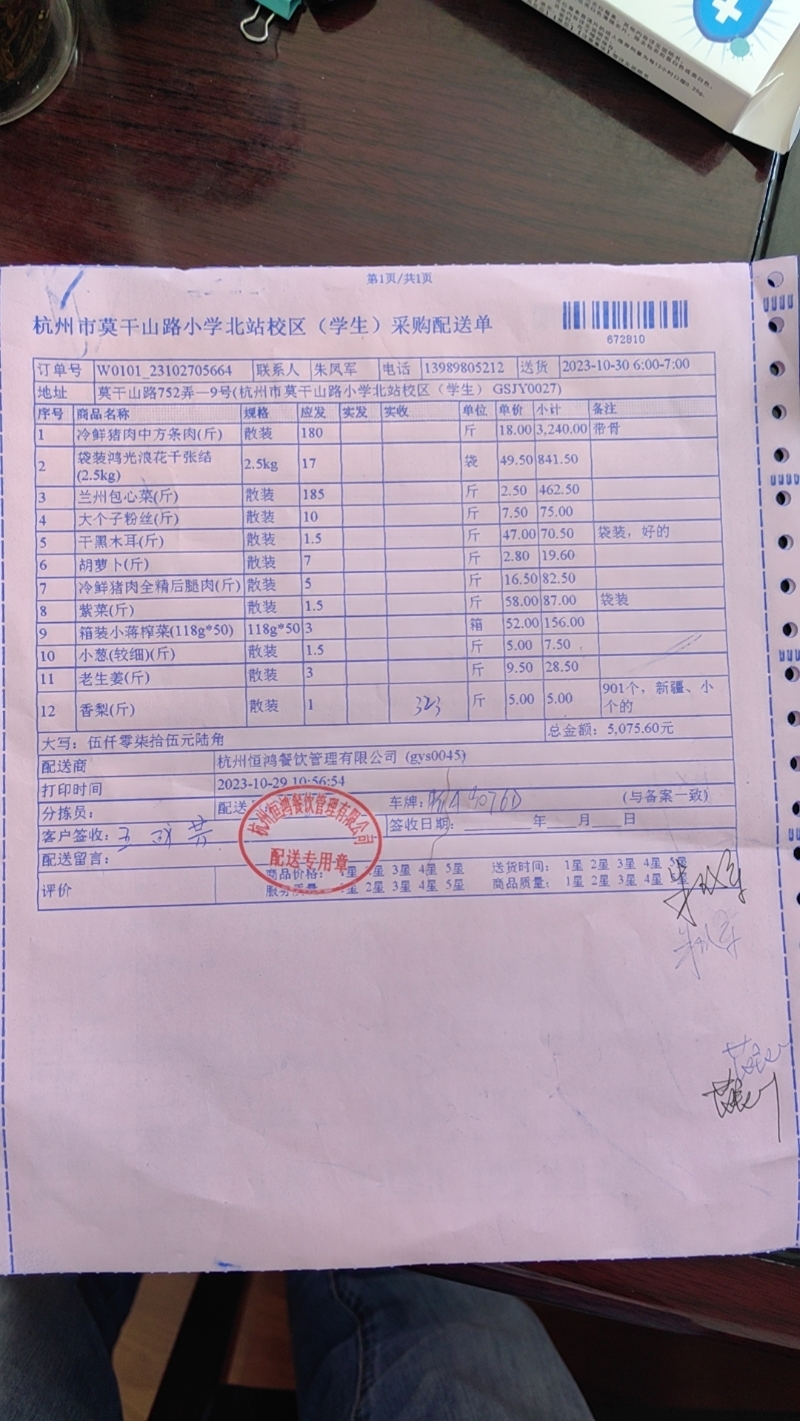 第1页/共1页
杭州市莫干山路小学北站校区（学生）采购配送单
672810
订单号 W0101_23102705664 联系人 朱凤军 电话 13989805212 送货 2023-10-30 6:00-7:00
地址 莫干山路752弄—9号(杭州市莫干山路小学北站校区（学生） GSJY0027)
序号 商品名称 规格 应发 实发 实收 单位 单价 小计 备注
1 冷鲜猪肉中方条肉(斤) 散装 180 斤 18.00 3,240.00 带骨
2 袋装鸿光浪花千张结(2.5kg) 2.5kg 17 袋 49.50 841.50
3 兰州包心菜(斤) 散装 185 斤 2.50 462.50
4 大个子粉丝(斤) 散装 10 斤 7.50 75.00
5 干黑木耳(斤) 散装 1.5 斤 47.00 70.50 袋装，好的
6 胡萝卜(斤) 散装 7 斤 2.80 19.60
7 冷鲜猪肉全精后腿肉(斤) 散装 5 斤 16.50 82.50
8 紫菜(斤) 散装 1.5 斤 58.00 87.00 袋装
9 箱装小蒋榨菜(118g*50) 118g*50 3 箱 52.00 156.00
10 小葱(较细)(斤) 散装 1.5 斤 5.00 7.50
11 老生姜(斤) 散装 3 斤 9.50 28.50
12 香梨(斤) 散装 1 323 斤 5.00 5.00 901个，新疆、小个的
大写：伍仟零柒拾伍元陆角 总金额：5,075.60元
配送商 杭州恒鸿餐饮管理有限公司 (gys0045)
打印时间 2023-10-29 10:56:54
分拣员： 配送 车牌： (与备案一致)
客户签收： 签收日期：______年___月___日
杭州恒鸿餐饮管理有限公司
配送专用章
配送留言：
评价 商品价格： 1星 2星 3星 4星 5星 送货时间： 1星 2星 3星 4星 5星
服务质量： 1星 2星 3星 4星 5星 商品质量： 1星 2星 3星 4星 5星